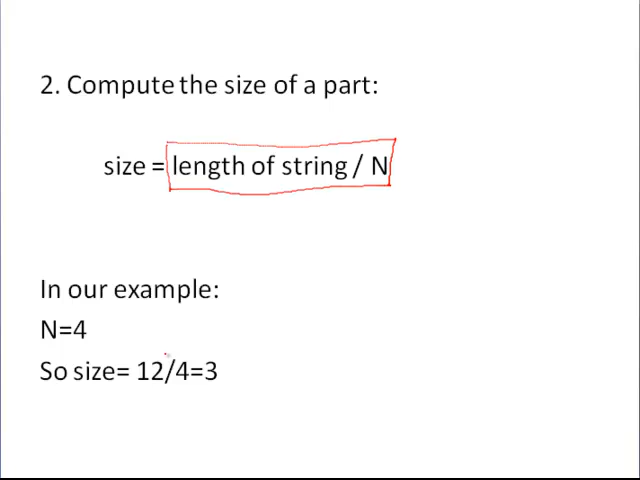 2. Compute the size of a part:
size = length of string / N
In our example:
N=4
So size= 12/4=3